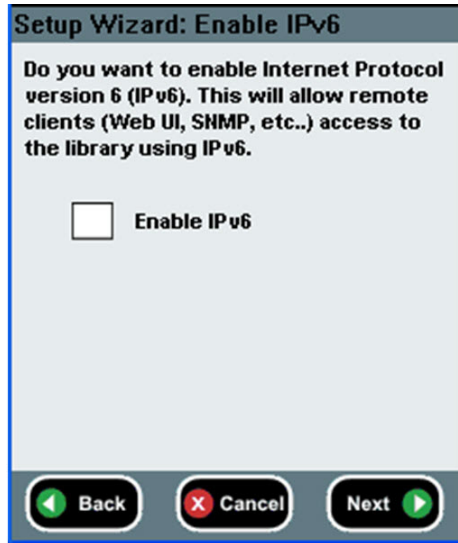 Setup Wizard: Enable IPv6
Do you want to enable Internet Protocol
version 6 (IPv6). This will allow remote
clients (Web UI, SNMP, etc..) access to
the library using IPv6.
Enable IPv6
Back Cancel Next